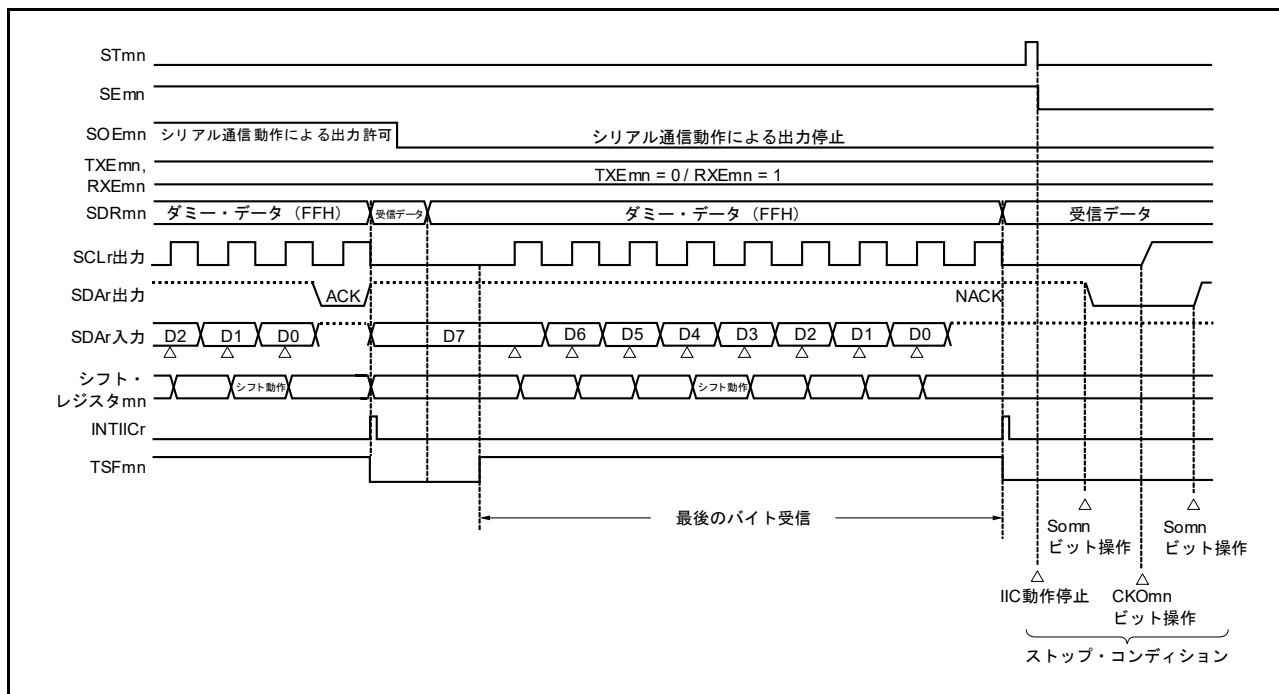 STmn
SEmn
SOEmn シリアル通信動作による出力許可 シリアル通信動作による出力停止
TXEmn,
RXEmn
TXEmn = 0 / RXEmn = 1
SDRmn ダミー・データ (FFH) 受信データ ダミー・データ (FFH) 受信データ
SCLr出力
SDAr出力 ACK NACK
SDAr入力 D2 D1 D0 D7 D6 D5 D4 D3 D2 D1 D0
シフト・
レジスタmn
シフト動作 シフト動作
INTIICr
TSFmn
最後のバイト受信
Somn
ビット操作
Somn
ビット操作
IIC動作停止
CKOmn
ビット操作
ストップ・コンディション